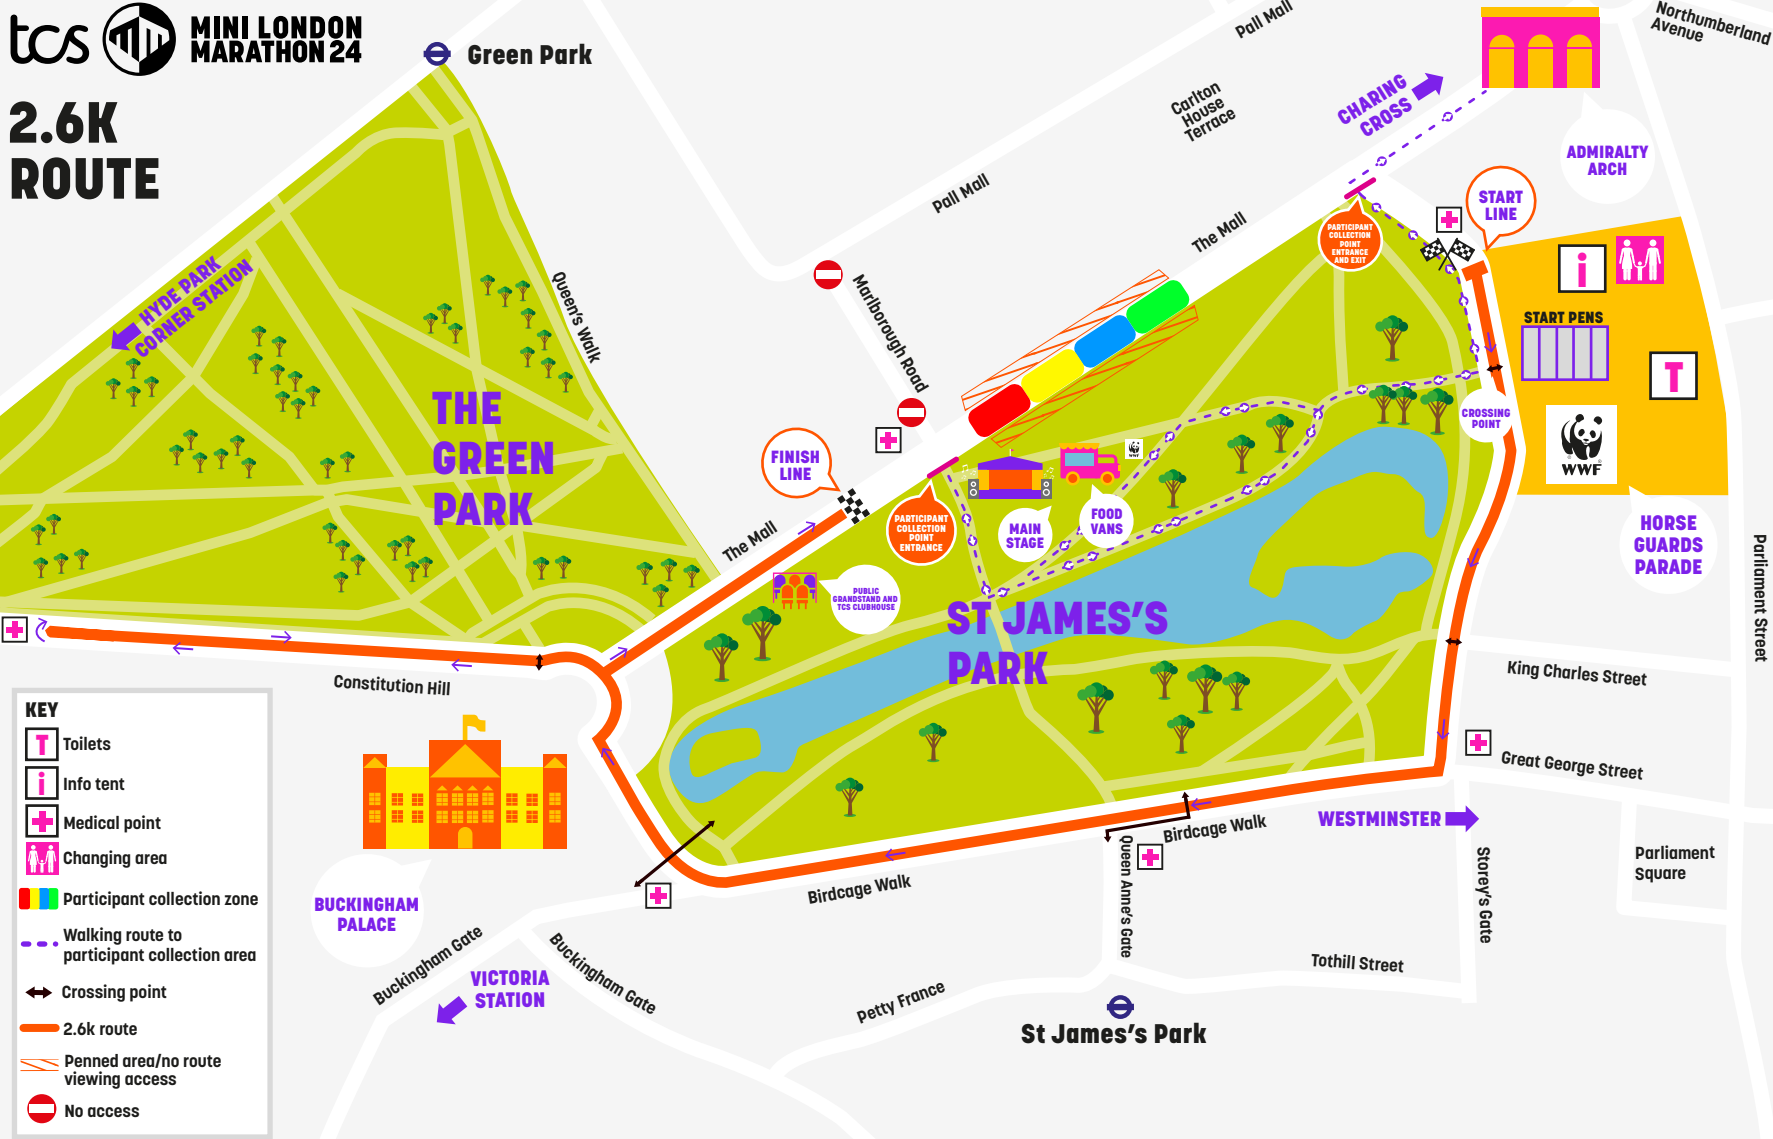 tcs
MINI LONDON
MARATHON 24
2.6K
ROUTE
Green Park
Pall Mall
Northumberland
Avenue
Carlton
House
Terrace
CHARING
CROSS
ADMIRALTY
ARCH
Pall Mall
START
LINE
The Mall
PARTICIPANT
COLLECTION
POINT
ENTRANCE
AND EXIT
HYDE PARK
CORNER STATION
Queen's Walk
Marlborough Road
i
START PENS
T
THE
GREEN
PARK
CROSSING
POINT
WWF
FINISH
LINE
WWF
The Mall
PARTICIPANT
COLLECTION
POINT
ENTRANCE
MAIN
STAGE
FOOD
VANS
HORSE
GUARDS
PARADE
Parliament Street
PUBLIC
GRANDSTAND AND
TCS CLUBHOUSE
ST JAMES'S
PARK
Constitution Hill
King Charles Street
Great George Street
KEY
T
Toilets
i
Info tent
Medical point
Changing area
Participant collection zone
Walking route to
participant collection area
Crossing point
2.6k route
Penned area/no route
viewing access
No access
BUCKINGHAM
PALACE
WESTMINSTER
Birdcage Walk
Birdcage Walk
Queen Anne's Gate
Storey's Gate
Parliament
Square
Buckingham Gate
Buckingham Gate
VICTORIA
STATION
Petty France
Tothill Street
St James's Park